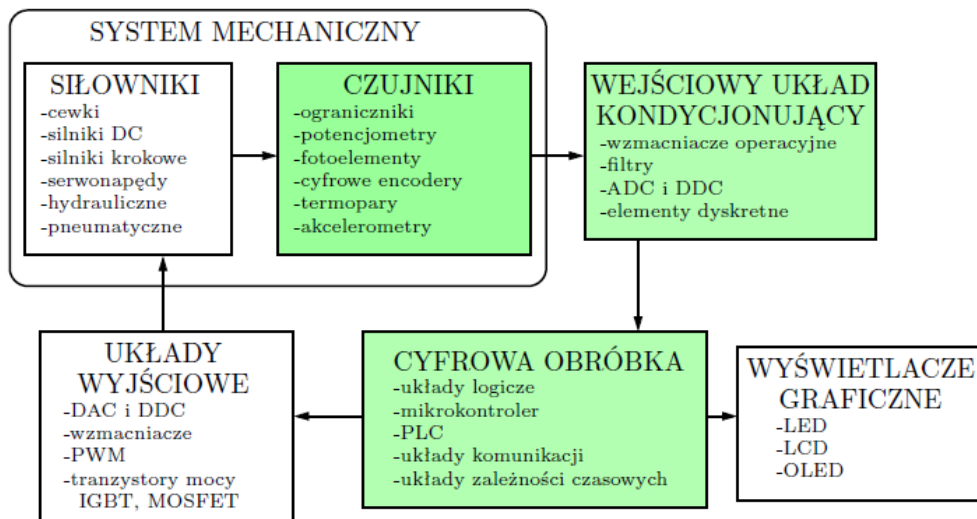 SYSTEM MECHANICZNY
SIŁOWNIKI
-cewki
-silniki DC
-silniki krokowe
-serwonapędy
-hydrauliczne
-pneumatyczne
CZUJNIKI
-ograniczniki
-potencjometry
-fotoelementy
-cyfrowe encodery
-termopary
-akcelerometry
WEJŚCIOWY UKŁAD
KONDYCJONUJĄCY
-wzmacniacze operacyjne
-filtry
-ADC i DDC
-elementy dyskretne
UKŁADY
WYJŚCIOWE
-DAC i DDC
-wzmacniacze
-PWM
-tranzystory mocy
IGBT, MOSFET
CYFROWA OBRÓBKA
-układy logicze
-mikrokontroler
-PLC
-układy komunikacji
-układy zależności czasowych
WYŚWIETLACZE
GRAFICZNE
-LED
-LCD
-OLED